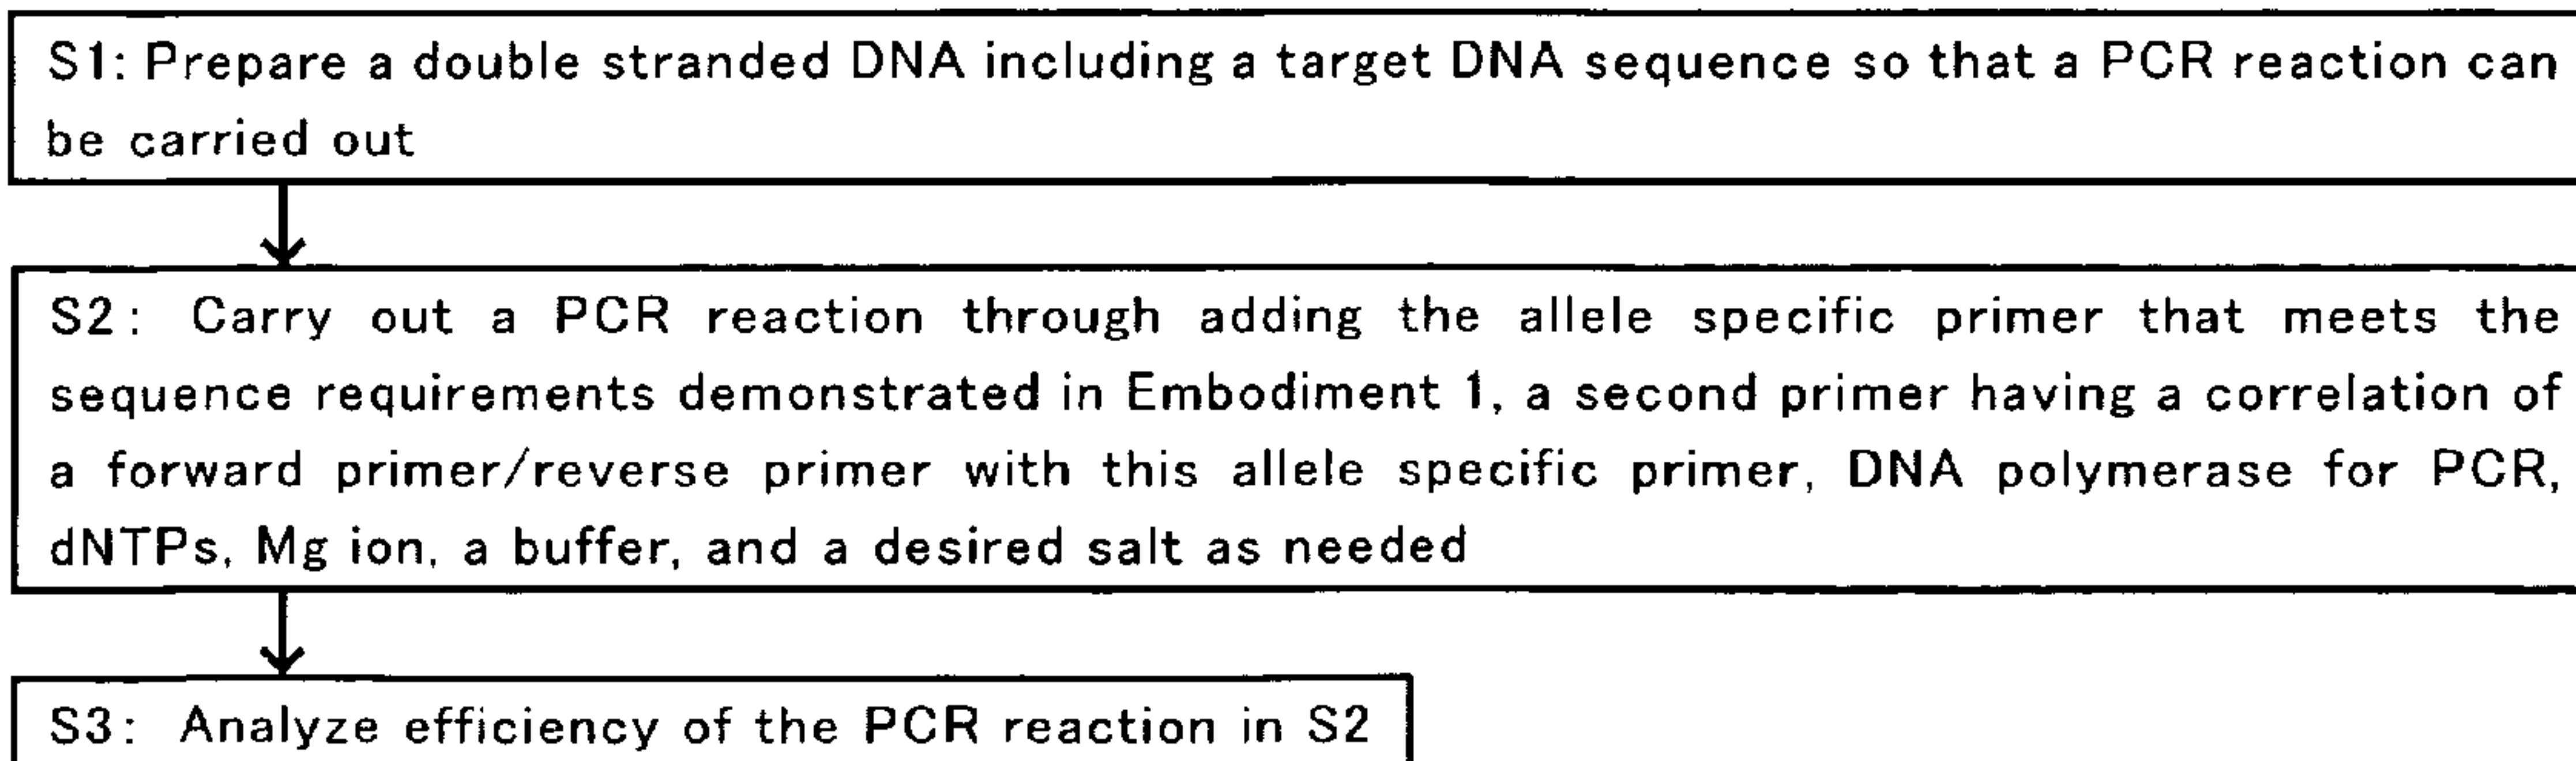 S1: Prepare a double stranded DNA including a target DNA sequence so that a PCR reaction can
be carried out
S2: Carry out a PCR reaction through adding the allele specific primer that meets the
sequence requirements demonstrated in Embodiment 1, a second primer having a correlation of
a forward primer/reverse primer with this allele specific primer, DNA polymerase for PCR,
dNTPs, Mg ion, a buffer, and a desired salt as needed
S3: Analyze efficiency of the PCR reaction in S2